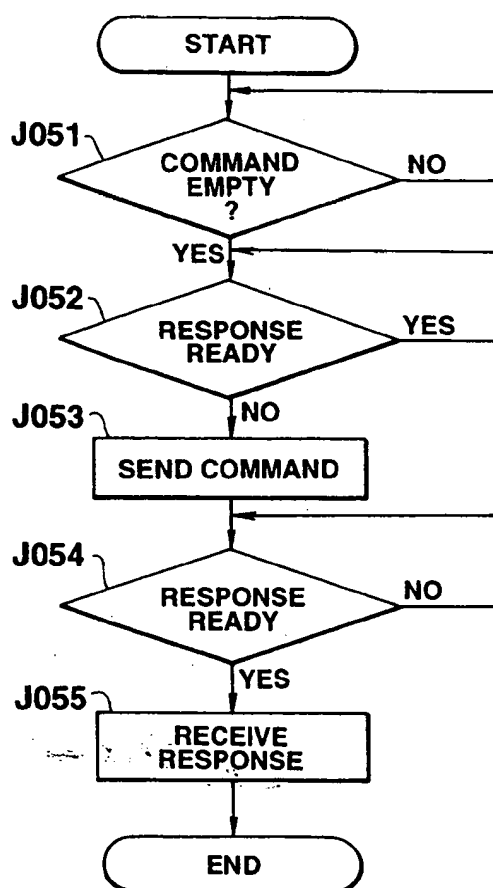 START
J051
COMMAND
EMPTY
?
NO
YES
J052
RESPONSE
READY
YES
NO
J053
SEND COMMAND
J054
RESPONSE
READY
NO
YES
J055
RECEIVE
RESPONSE
END